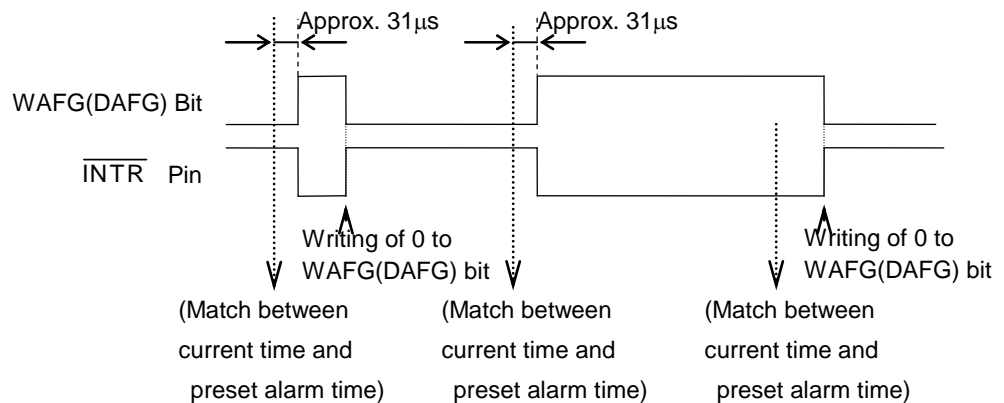 Approx. 31μs
Approx. 31μs
WAFG(DAFG) Bit
INTR Pin
Writing of 0 to
WAFG(DAFG) bit
Writing of 0 to
WAFG(DAFG) bit
(Match between
current time and
preset alarm time)
(Match between
current time and
preset alarm time)
(Match between
current time and
preset alarm time)